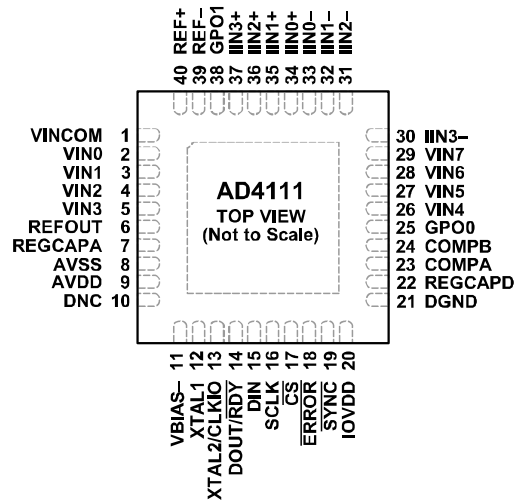 40 REF+
39 REF–
38 GPO1
37 IIN3+
36 IIN2+
35 IIN1+
34 IIN0+
33 IIN0–
32 IIN1–
31 IIN2–
VINCOM 1
VIN0 2
VIN1 3
VIN2 4
VIN3 5
REFOUT 6
REGCAPA 7
AVSS 8
AVDD 9
DNC 10
AD4111
TOP VIEW
(Not to Scale)
30 IIN3–
29 VIN7
28 VIN6
27 VIN5
26 VIN4
25 GPO0
24 COMPB
23 COMPA
22 REGCAPD
21 DGND
VBIAS– 11
XTAL1 12
XTAL2/CLKIO 13
DOUT/RDY 14
DIN 15
SCLK 16
CS 17
ERROR 18
SYNC 19
IOVDD 20